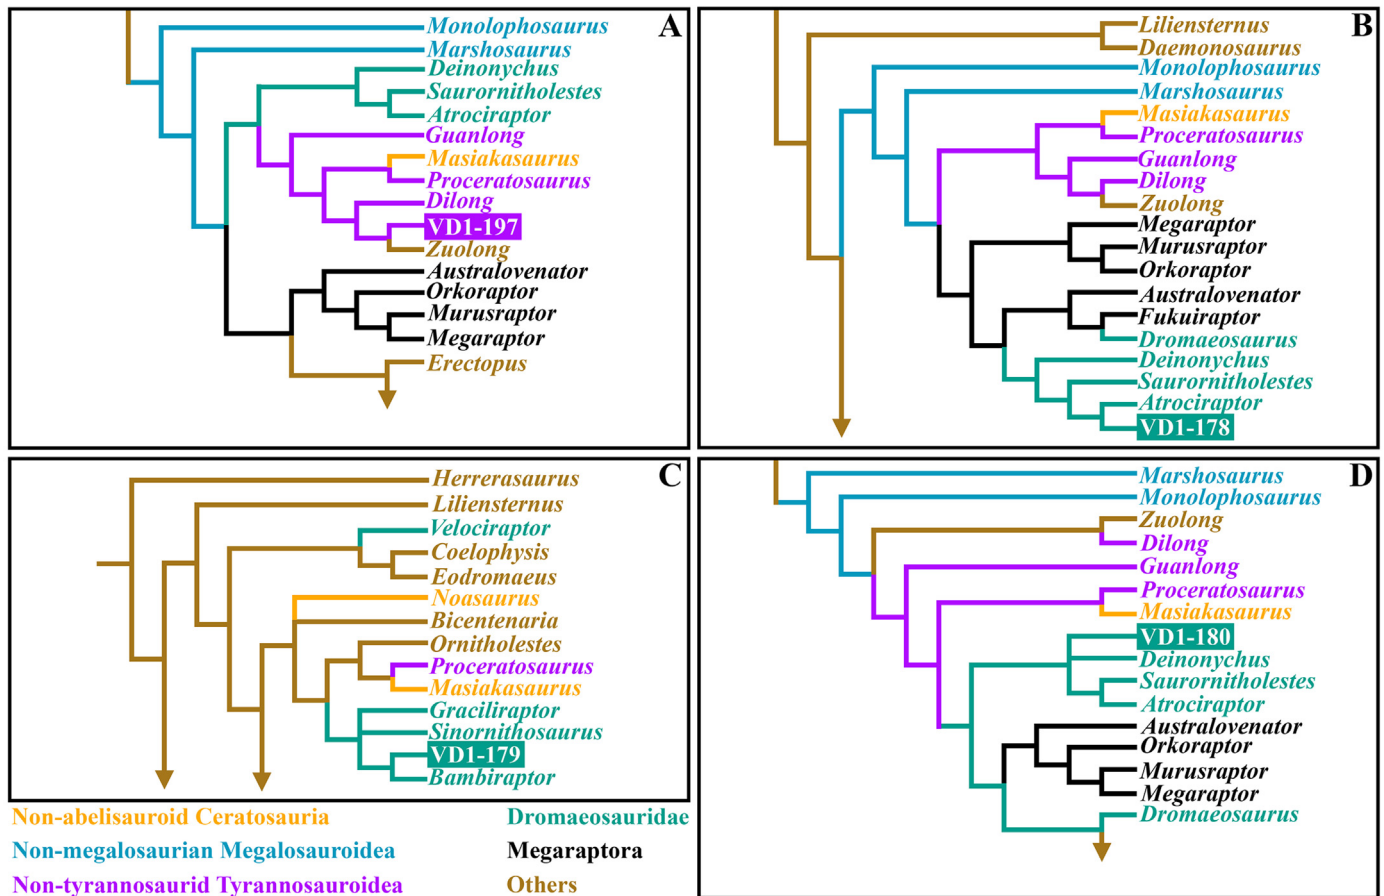 A
Monolophosaurus
Marshosaurus
Deinonychus
Saurornitholestes
Atrociraptor
Guanlong
Masiakasaurus
Proceratosaurus
Dilong
VD1-197
Zuolong
Australovenator
Orkoraptor
Murusraptor
Megaraptor
Erectopus
B
Liliensternus
Daemonosaurus
Monolophosaurus
Marshosaurus
Masiakasaurus
Proceratosaurus
Guanlong
Dilong
Zuolong
Megaraptor
Murusraptor
Orkoraptor
Australovenator
Fukuiraptor
Dromaeosaurus
Deinonychus
Saurornitholestes
Atrociraptor
VD1-178
C
Herrerasaurus
Liliensternus
Velociraptor
Coelophysis
Eodromaeus
Noasaurus
Bicentenaria
Ornitholestes
Proceratosaurus
Masiakasaurus
Graciliraptor
Sinornithosaurus
VD1-179
Bambiraptor
D
Marshosaurus
Monolophosaurus
Zuolong
Dilong
Guanlong
Proceratosaurus
Masiakasaurus
VD1-180
Deinonychus
Saurornitholestes
Atrociraptor
Australovenator
Orkoraptor
Murusraptor
Megaraptor
Dromaeosaurus
Non-abelisauroid Ceratosauria
Non-megalosaurian Megalosauroidea
Non-tyrannosaurid Tyrannosauroidea
Dromaeosauridae
Megaraptora
Others